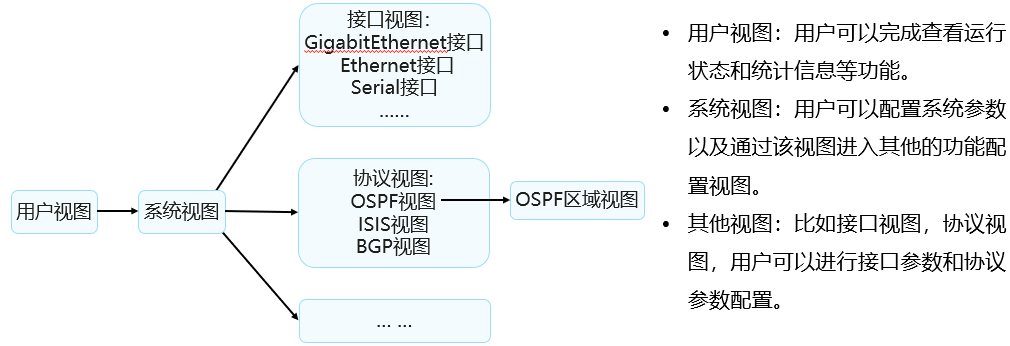 接口视图：
GigabitEthernet接口
Ethernet接口
Serial接口
……
用户视图
系统视图
协议视图:
OSPF视图
ISIS视图
BGP视图
OSPF区域视图
… …
• 用户视图：用户可以完成查看运行
状态和统计信息等功能。
• 系统视图：用户可以配置系统参数
以及通过该视图进入其他的功能配
置视图。
• 其他视图：比如接口视图，协议视
图，用户可以进行接口参数和协议
参数配置。